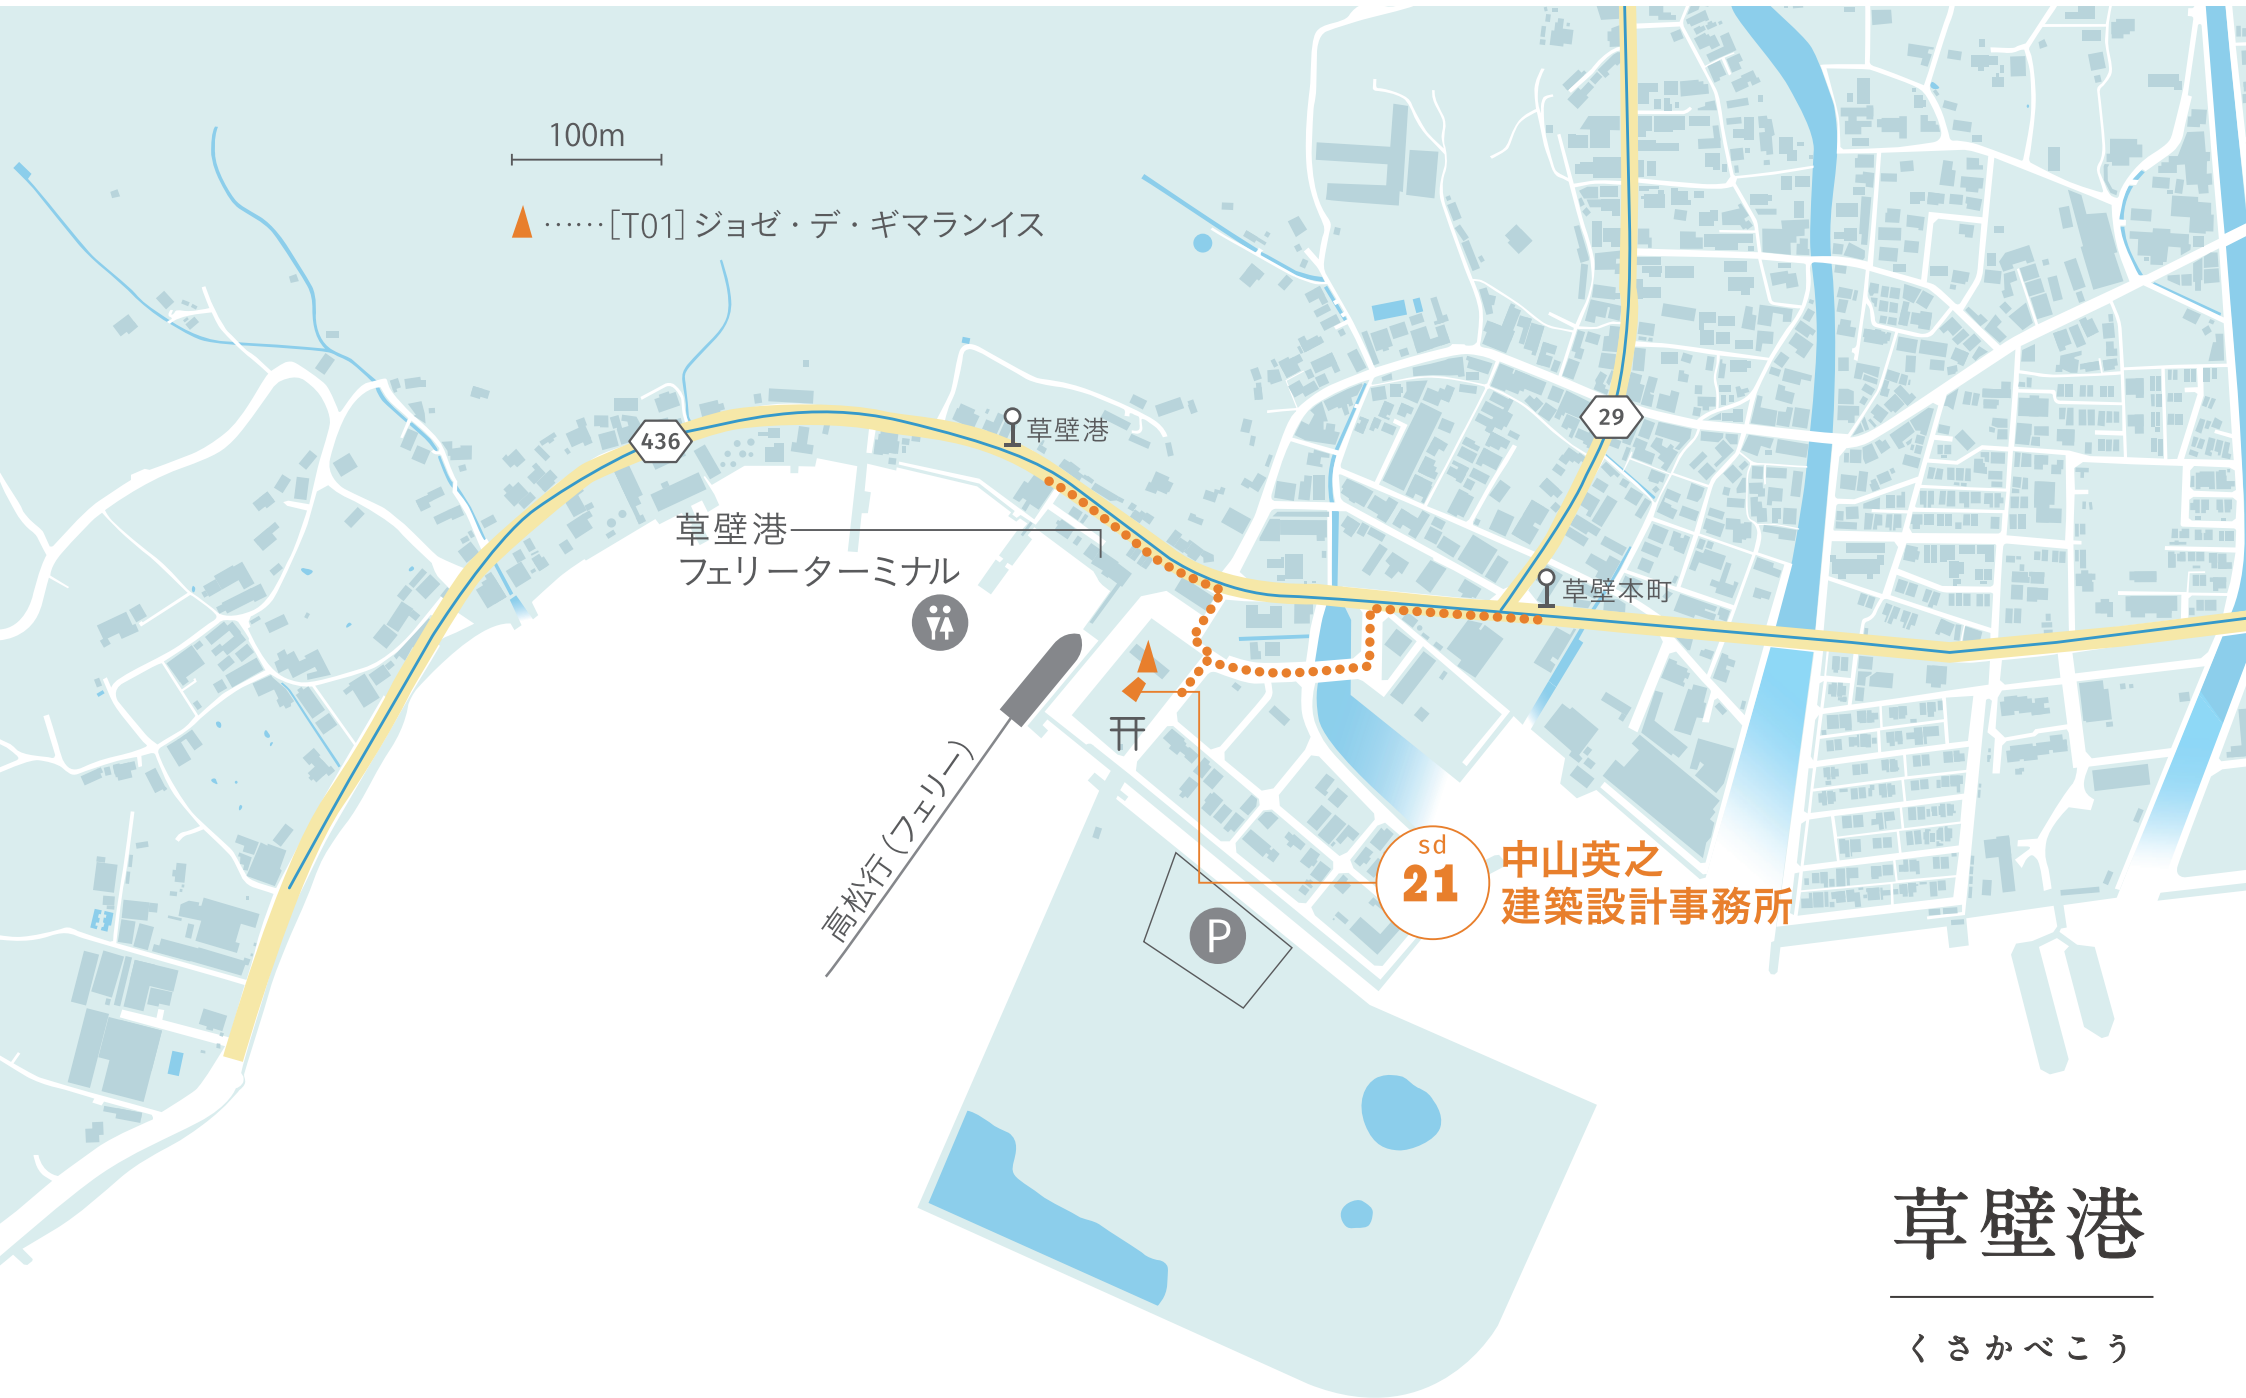 100m
……[T01] ジョゼ・デ・ギマランイス
29
436
草壁港
草壁港
フェリーターミナル
草壁本町
高松行(フェリー)
sd
21
中山英之
建築設計事務所
P
草壁港
くさかべこう